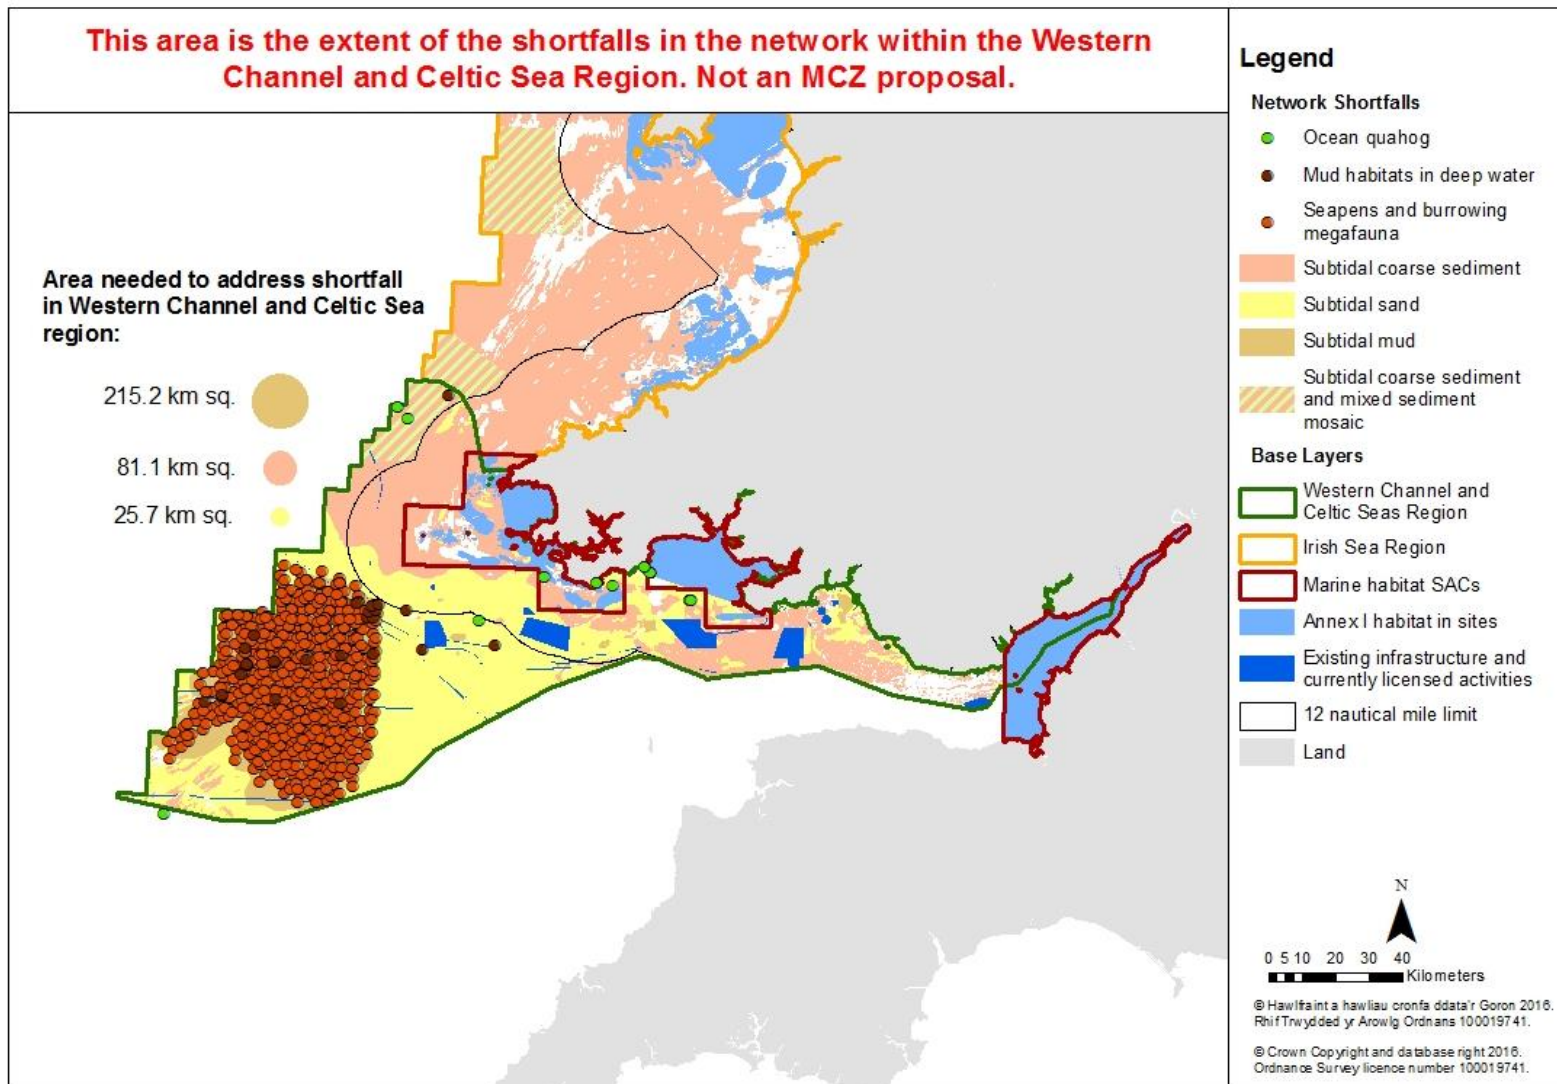 This area is the extent of the shortfalls in the network within the Western
Channel and Celtic Sea Region. Not an MCZ proposal.
Area needed to address shortfall
in Western Channel and Celtic Sea
region:
215.2 km sq.
81.1 km sq.
25.7 km sq.
Legend
Network Shortfalls
Ocean quahog
Mud habitats in deep water
Seapens and burrowing
megafauna
Subtidal coarse sediment
Subtidal sand
Subtidal mud
Subtidal coarse sediment
and mixed sediment
mosaic
Base Layers
Western Channel and
Celtic Seas Region
Irish Sea Region
Marine habitat SACs
Annex I habitat in sites
Existing infrastructure and
currently licensed activities
12 nautical mile limit
Land
N
0 5 10 20 30 40
Kilometers
© Hawlfraint a hawliau cronfa ddata'r Goron 2016.
Rhif Trwydded yr Arowlg Ordnans 100019741.
© Crown Copyright and database right 2016.
Ordnance Survey licence number 100019741.